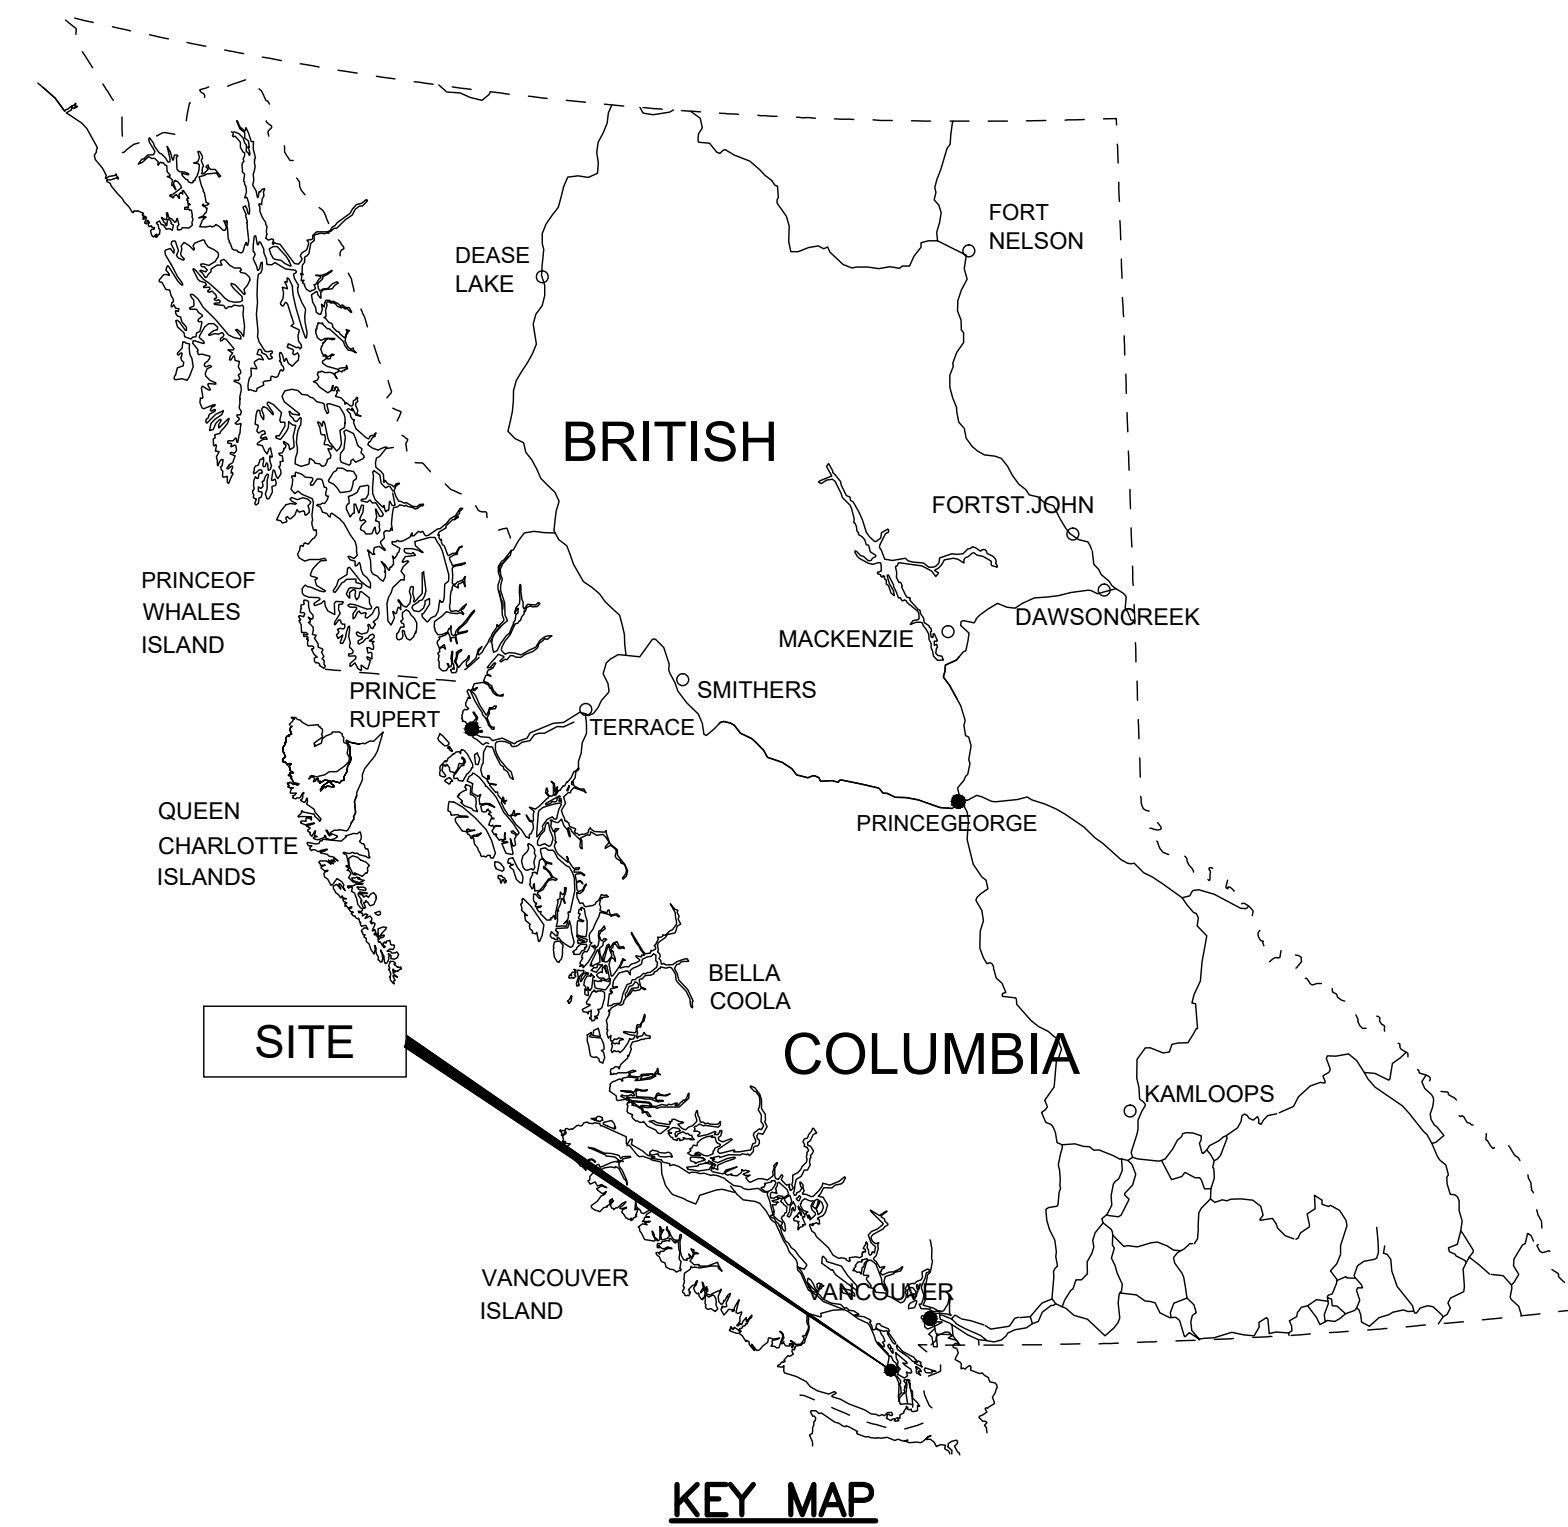 FORT
NELSON
DEASE
LAKE
BRITISH
FORTST.JOHN
PRINCEOF
WHALES
ISLAND
DAWSONCREEK
MACKENZIE
SMITHERS
PRINCE
RUPERT
TERRACE
QUEEN
CHARLOTTE
ISLANDS
PRINCEGEORGE
BELLA
COOLA
SITE
COLUMBIA
KAMLOOPS
VANCOUVER
ISLAND
VANCOUVER
KEY MAP